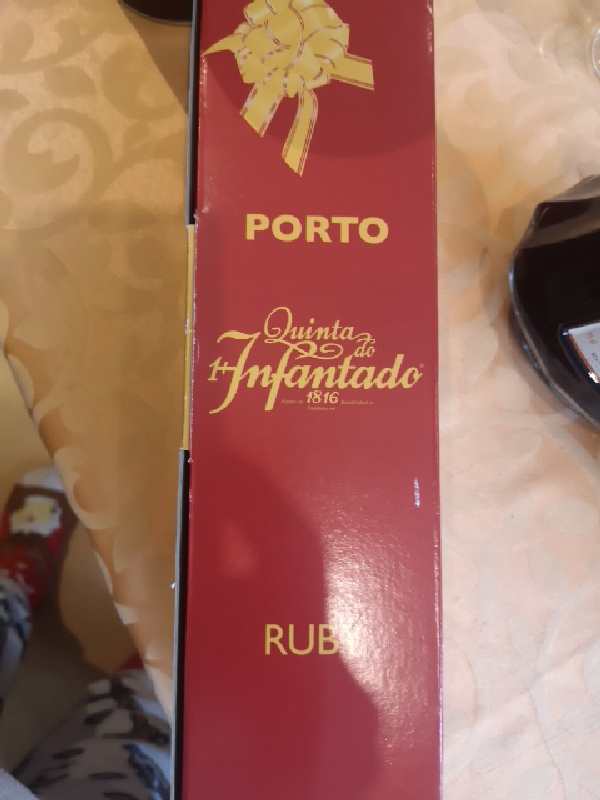 PORTO
Quinta
do
Infantado
1816
RUBY